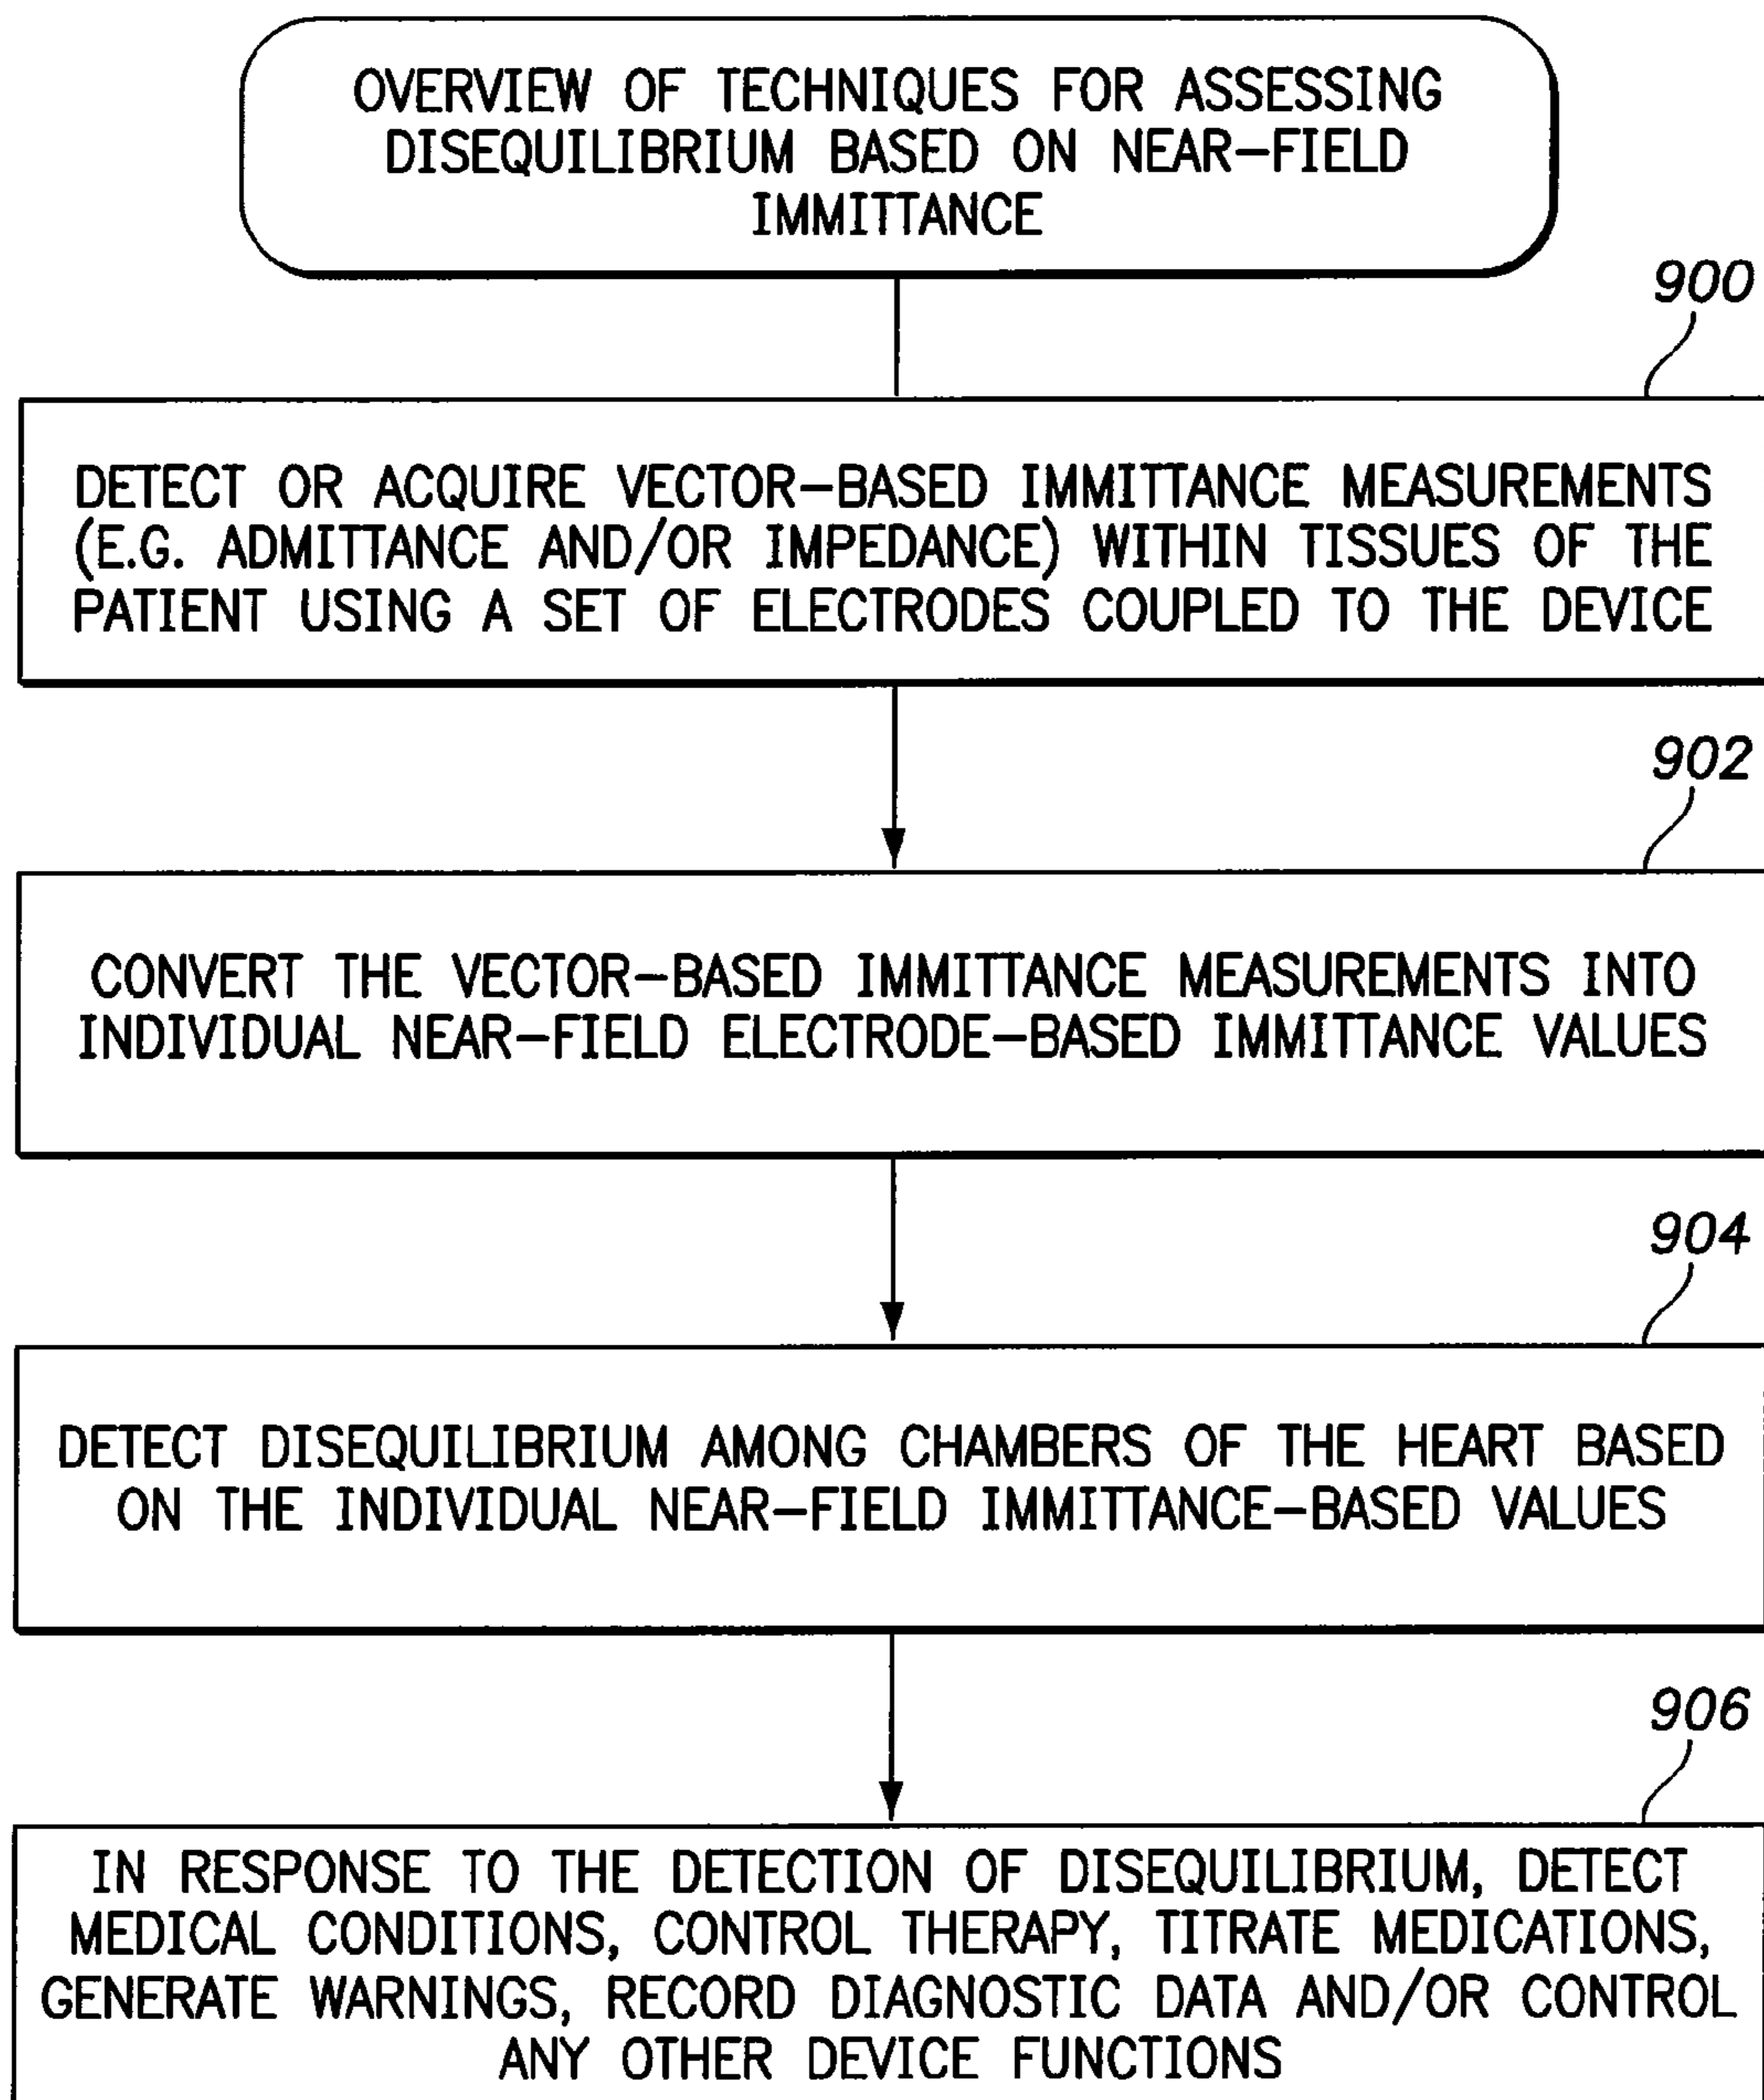 OVERVIEW OF TECHNIQUES FOR ASSESSING
DISEQUILIBRIUM BASED ON NEAR-FIELD
IMMITTANCE
900
DETECT OR ACQUIRE VECTOR-BASED IMMITTANCE MEASUREMENTS
(E.G. ADMITTANCE AND/OR IMPEDANCE) WITHIN TISSUES OF THE
PATIENT USING A SET OF ELECTRODES COUPLED TO THE DEVICE
902
CONVERT THE VECTOR-BASED IMMITTANCE MEASUREMENTS INTO
INDIVIDUAL NEAR-FIELD ELECTRODE-BASED IMMITTANCE VALUES
904
DETECT DISEQUILIBRIUM AMONG CHAMBERS OF THE HEART BASED
ON THE INDIVIDUAL NEAR-FIELD IMMITTANCE-BASED VALUES
906
IN RESPONSE TO THE DETECTION OF DISEQUILIBRIUM, DETECT
MEDICAL CONDITIONS, CONTROL THERAPY, TITRATE MEDICATIONS,
GENERATE WARNINGS, RECORD DIAGNOSTIC DATA AND/OR CONTROL
ANY OTHER DEVICE FUNCTIONS